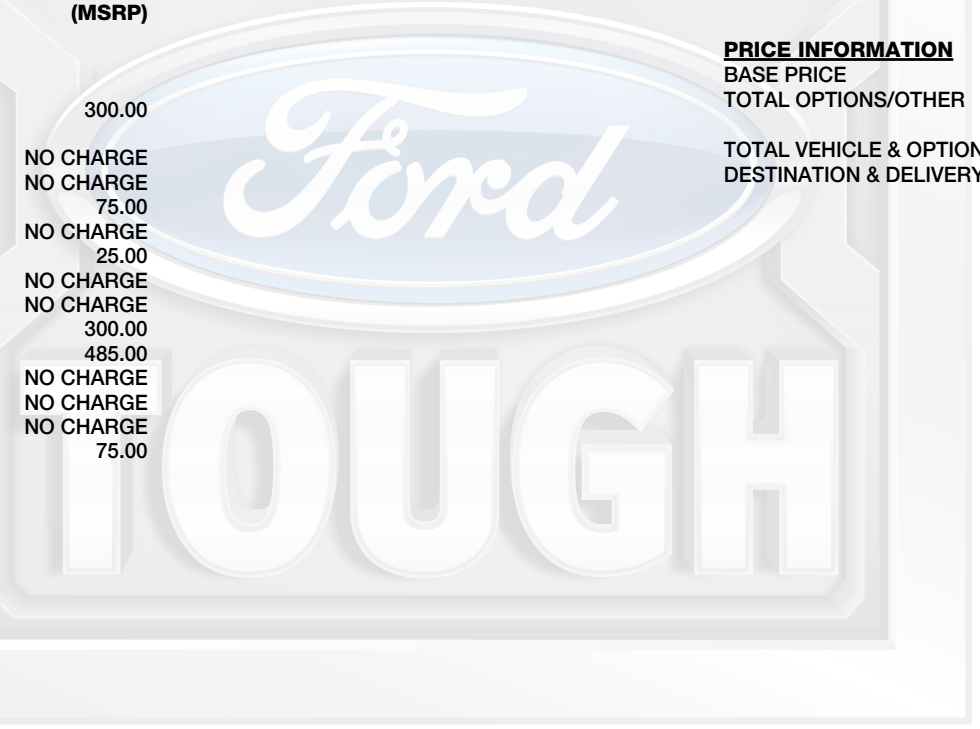 (MSRP)
300.00
NO CHARGE
NO CHARGE
75.00
NO CHARGE
25.00
NO CHARGE
NO CHARGE
300.00
485.00
NO CHARGE
NO CHARGE
NO CHARGE
75.00
PRICE INFORMATION
BASE PRICE
TOTAL OPTIONS/OTHER
TOTAL VEHICLE & OPTION
DESTINATION & DELIVERY
Ford
TOUGH